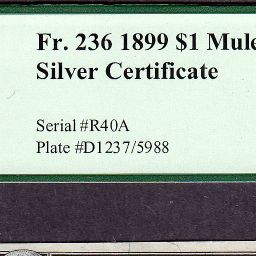 Fr. 236 1899 $1 Mule
Silver Certificate
Serial #R40A
Plate #D1237/5988